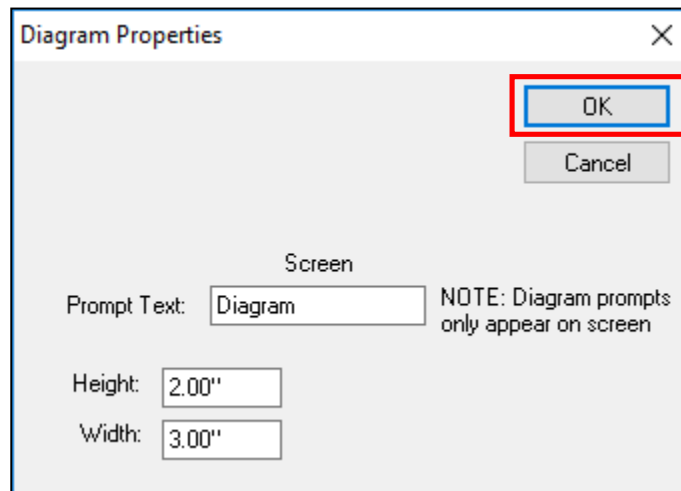 Diagram Properties
OK
Cancel
Screen
Prompt Text: Diagram NOTE: Diagram prompts
only appear on screen
Height: 2.00"
Width: 3.00"